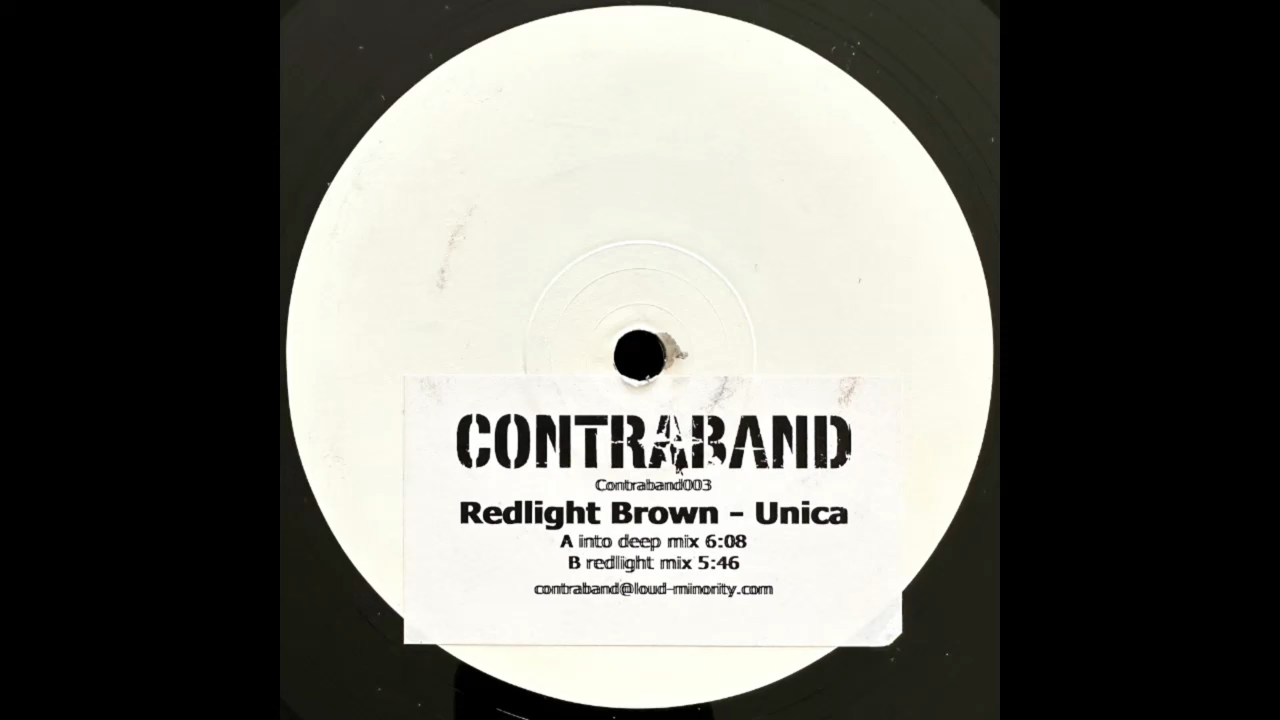 CONTRABAND
Contraband003
Redlight Brown - Unica
A into deep mix 6:08
B redlight mix 5:46
contraband@loud-minority.com